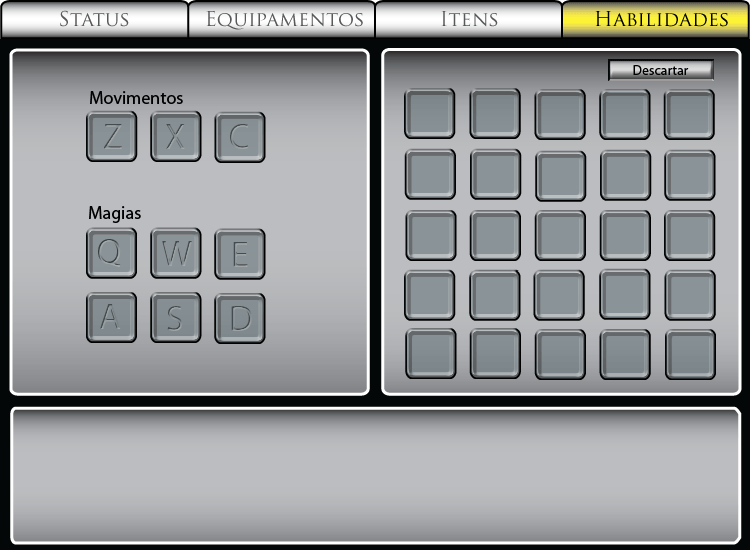 Status Equipamentos Itens Habilidades
Descartar
Movimentos
Z X C
Magias
Q W E
A S D